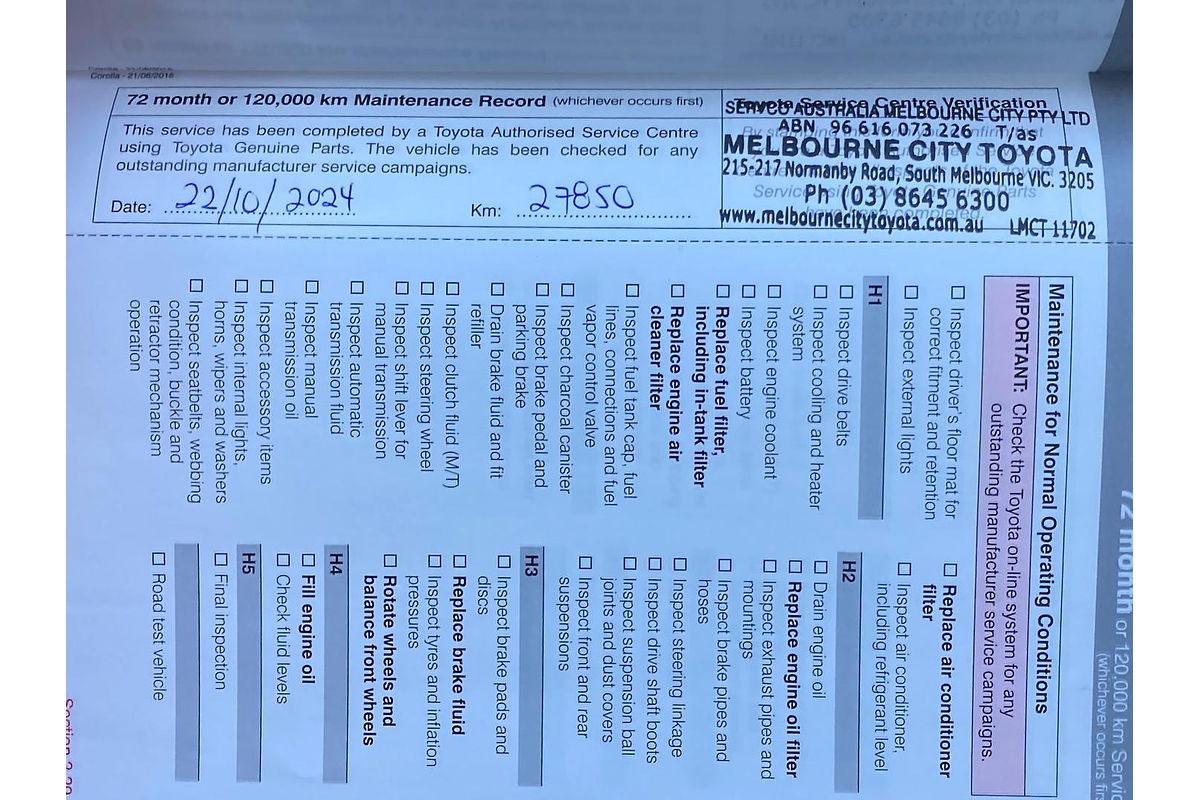 Corolla - 21/06/2016
72 month or 120,000 km Maintenance Record (whichever occurs first)
This service has been completed by a Toyota Authorised Service Centre
using Toyota Genuine Parts. The vehicle has been checked for any
outstanding manufacturer service campaigns.
Date: 22/10/2024 Km: 27850
Toyota Service Centre Verification
SERVCO AUSTRALIA MELBOURNE CITY PTY LTD
ABN 96 616 073 226 T/as
MELBOURNE CITY TOYOTA
215-217 Normanby Road, South Melbourne VIC. 3205
Ph (03) 8645 6300
www.melbournecitytoyota.com.au LMCT 11702
72 month or 120,000 km Servic
(whichever occurs firs
Maintenance for Normal Operating Conditions
IMPORTANT: Check the Toyota on-line system for any
outstanding manufacturer service campaigns.
☐ Inspect driver's floor mat for
correct fitment and retention
☐ Inspect external lights
H1
☐ Inspect drive belts
☐ Inspect cooling and heater
system
☐ Inspect engine coolant
☐ Inspect battery
☐ Replace fuel filter,
including in-tank filter
☐ Replace engine air
cleaner filter
☐ Inspect fuel tank cap, fuel
lines, connections and fuel
vapor control valve
☐ Inspect charcoal canister
☐ Inspect brake pedal and
parking brake
☐ Drain brake fluid and fit
refiller
☐ Inspect clutch fluid (M/T)
☐ Inspect steering wheel
☐ Inspect shift lever for
manual transmission
☐ Inspect automatic
transmission fluid
☐ Inspect manual
transmission oil
☐ Inspect accessory items
☐ Inspect internal lights,
horns, wipers and washers
☐ Inspect seatbelts, webbing
condition, buckle and
retractor mechanism
operation
☐ Replace air conditioner
filter
☐ Inspect air conditioner,
including refrigerant level
H2
☐ Drain engine oil
☐ Replace engine oil filter
☐ Inspect exhaust pipes and
mountings
☐ Inspect brake pipes and
hoses
☐ Inspect steering linkage
☐ Inspect drive shaft boots
☐ Inspect suspension ball
joints and dust covers
☐ Inspect front and rear
suspensions
H3
☐ Inspect brake pads and
discs
☐ Replace brake fluid
☐ Inspect tyres and inflation
pressures
☐ Rotate wheels and
balance front wheels
H4
☐ Fill engine oil
☐ Check fluid levels
H5
☐ Final inspection
☐ Road test vehicle